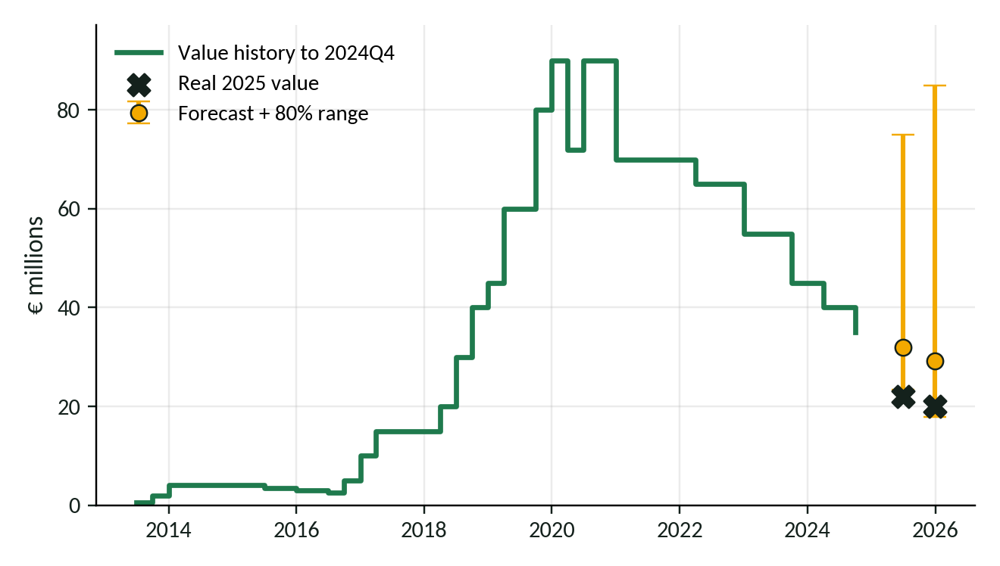 Value history to 2024Q4
Real 2025 value
Forecast + 80% range
€ millions
80
60
40
20
0
2014 2016 2018 2020 2022 2024 2026